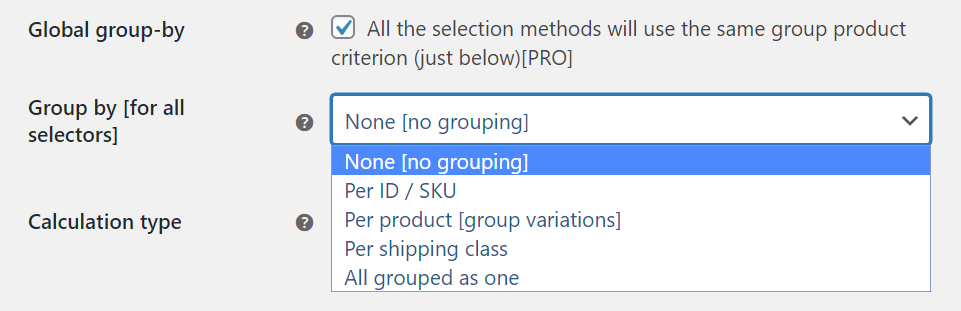 Global group-by
All the selection methods will use the same group product
criterion (just below)[PRO]
Group by [for all
selectors]
None [no grouping]
None [no grouping]
Per ID / SKU
Per product [group variations]
Per shipping class
All grouped as one
Calculation type